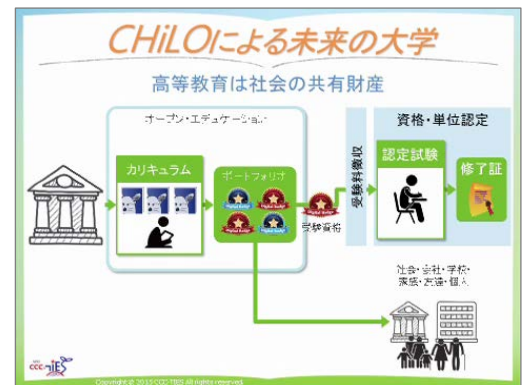 CHiLOによる未来の大学
高等教育は社会の共有財産
オープン・エデュケーション
カリキュラム
ポートフォリオ
受験資格
受験料徴収
資格・単位認定
認定試験
修了証
社会・会社・学校・
家族・友達・個人
CCC-TIES
Copyright © 2015 CCC-TIES All rights reserved.